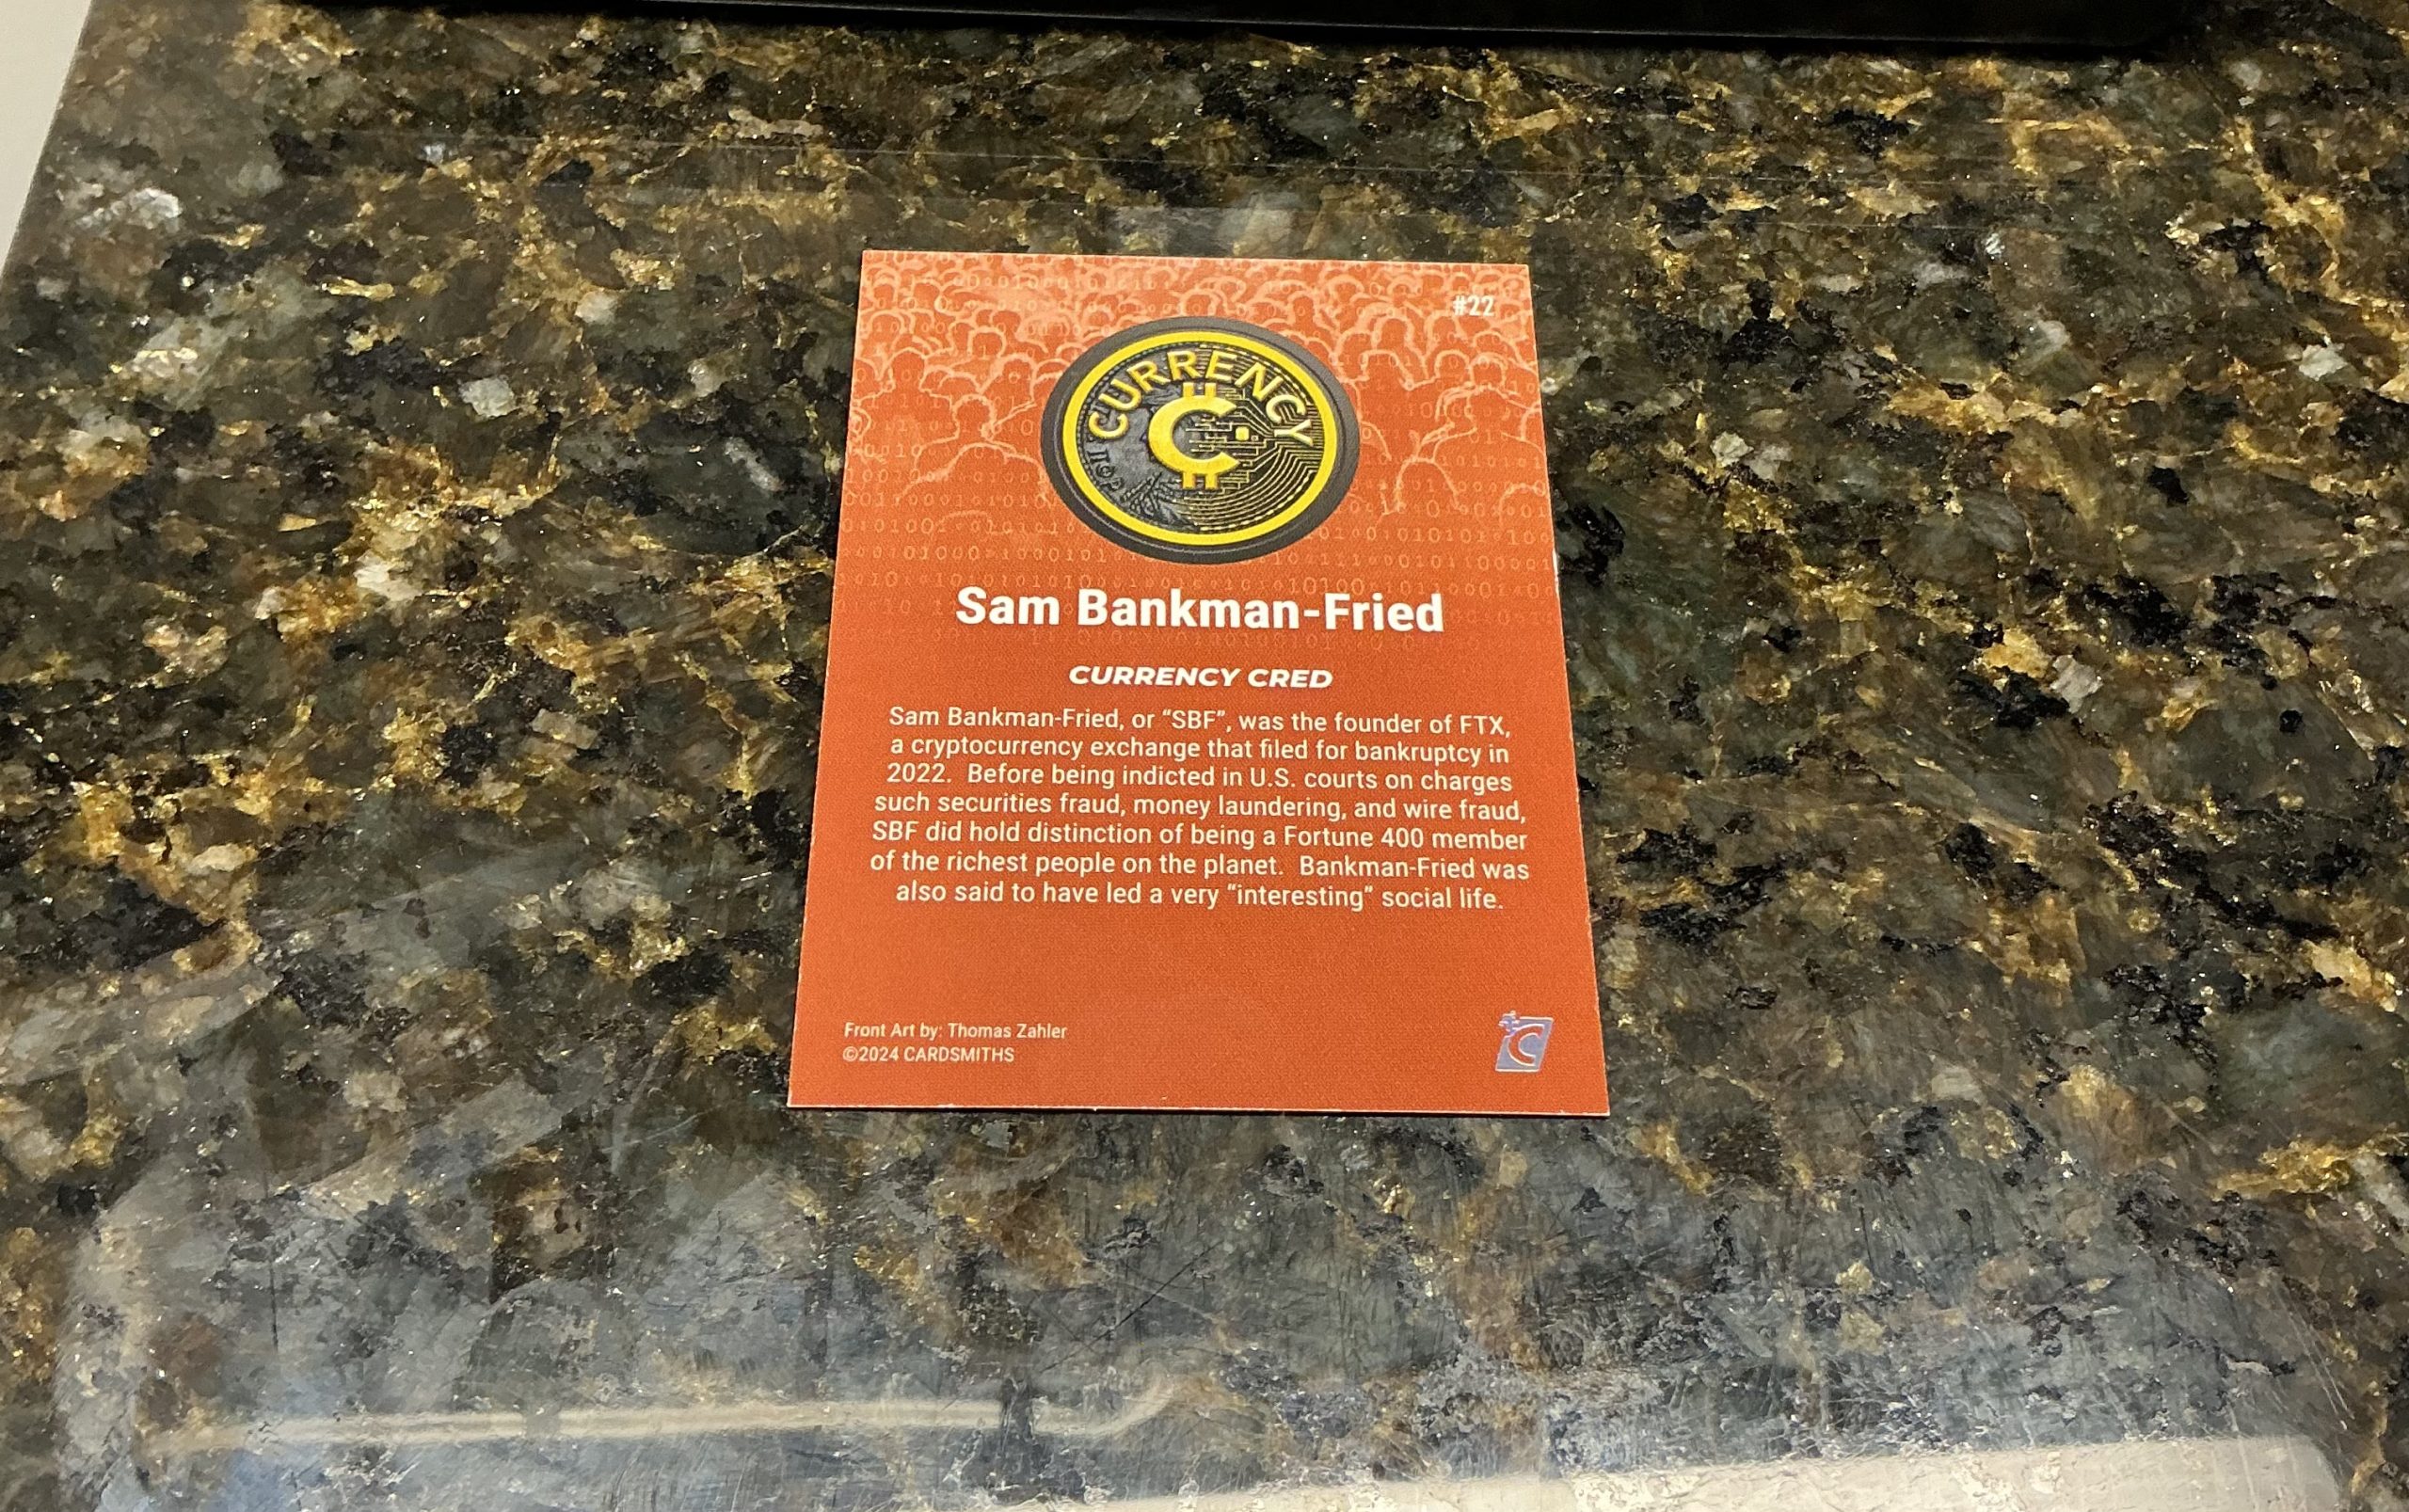 #22
CURRENCY
Sam Bankman-Fried
CURRENCY CRED
Sam Bankman-Fried, or “SBF”, was the founder of FTX,
a cryptocurrency exchange that filed for bankruptcy in
2022. Before being indicted in U.S. courts on charges
such securities fraud, money laundering, and wire fraud,
SBF did hold distinction of being a Fortune 400 member
of the richest people on the planet. Bankman-Fried was
also said to have led a very “interesting” social life.
Front Art by: Thomas Zahler
©2024 CARDSMITHS